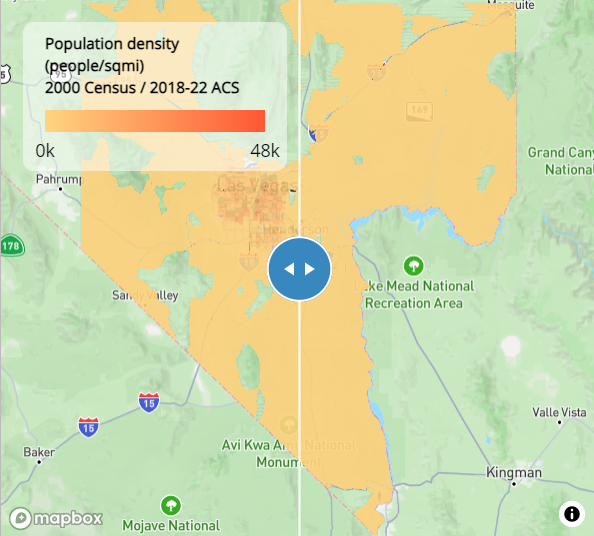 Mesquite
Population density
(people/sqmi)
2000 Census / 2018-22 ACS
0k
48k
95
169
Grand Cany
National
Pahrump
Las Vegas
Henderson
178
Lake Mead National
Recreation Area
Sandy Valley
15
15
Valle Vista
Avi Kwa Ame National
Monument
Baker
Kingman
mapbox
Mojave National